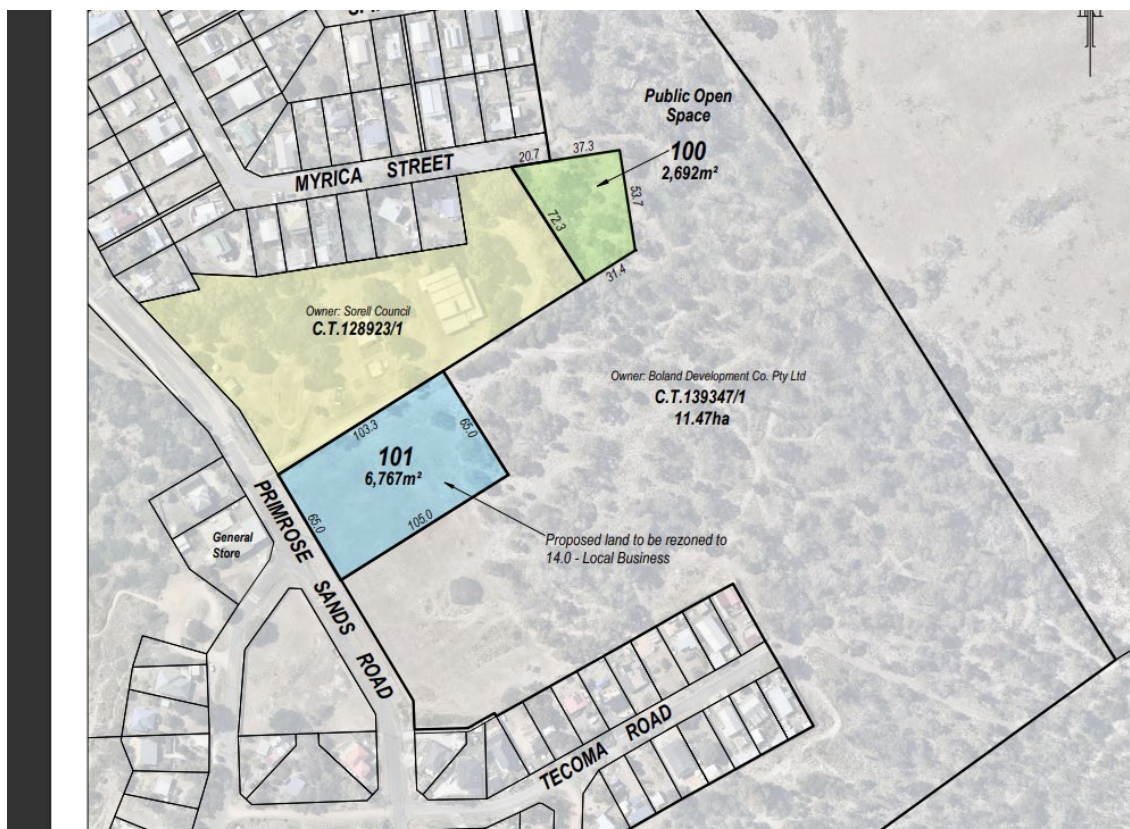 Public Open
Space
100
2,692m²
20.7
37.3
53.7
72.3
31.4
MYRICA STREET
Owner: Sorell Council
C.T.128923/1
Owner: Boland Development Co. Pty Ltd
C.T.139347/1
11.47ha
103.3
65.0
101
6,767m²
65.0
105.0
Proposed land to be rezoned to
14.0 - Local Business
General
Store
PRIMROSE SANDS ROAD
TECOMA ROAD